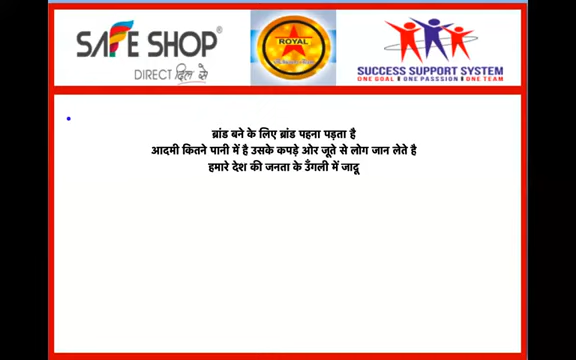 SAFE SHOP
DIRECT दिल से
ROYAL
SUCCESS SUPPORT SYSTEM
ONE GOAL I ONE PASSSION I ONE TEAM
ब्रांड बने के लिए ब्रांड पहना पड़ता है
आदमी कितने पानी में है उसके कपड़े ओर जूते से लोग जान लेते है
हमारे देश की जनता के उँगली में जादू